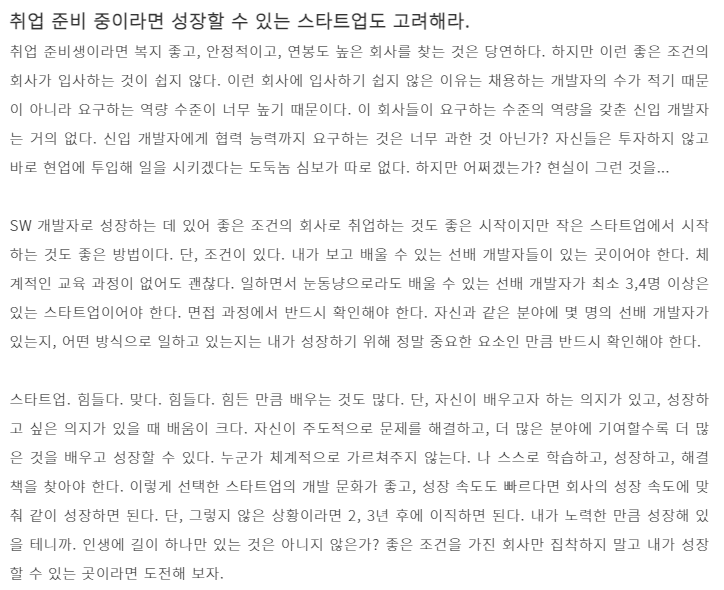 취업 준비 중이라면 성장할 수 있는 스타트업도 고려해라.
취업 준비생이라면 복지 좋고, 안정적이고, 연봉도 높은 회사를 찾는 것은 당연하다. 하지만 이런 좋은 조건의
회사가 입사하는 것이 쉽지 않다. 이런 회사에 입사하기 쉽지 않은 이유는 채용하는 개발자의 수가 적기 때문
이 아니라 요구하는 역량 수준이 너무 높기 때문이다. 이 회사들이 요구하는 수준의 역량을 갖춘 신입 개발자
는 거의 없다. 신입 개발자에게 협력 능력까지 요구하는 것은 너무 과한 것 아닌가? 자신들은 투자하지 않고
바로 현업에 투입해 일을 시키겠다는 도둑놈 심보가 따로 없다. 하지만 어쩌겠는가? 현실이 그런 것을...
SW 개발자로 성장하는 데 있어 좋은 조건의 회사로 취업하는 것도 좋은 시작이지만 작은 스타트업에서 시작
하는 것도 좋은 방법이다. 단, 조건이 있다. 내가 보고 배울 수 있는 선배 개발자들이 있는 곳이어야 한다. 체
계적인 교육 과정이 없어도 괜찮다. 일하면서 눈동냥으로라도 배울 수 있는 선배 개발자가 최소 3,4명 이상은
있는 스타트업이어야 한다. 면접 과정에서 반드시 확인해야 한다. 자신과 같은 분야에 몇 명의 선배 개발자가
있는지, 어떤 방식으로 일하고 있는지는 내가 성장하기 위해 정말 중요한 요소인 만큼 반드시 확인해야 한다.
스타트업. 힘들다. 맞다. 힘들다. 힘든 만큼 배우는 것도 많다. 단, 자신이 배우고자 하는 의지가 있고, 성장하
고 싶은 의지가 있을 때 배움이 크다. 자신이 주도적으로 문제를 해결하고, 더 많은 분야에 기여할수록 더 많
은 것을 배우고 성장할 수 있다. 누군가 체계적으로 가르쳐주지 않는다. 나 스스로 학습하고, 성장하고, 해결
책을 찾아야 한다. 이렇게 선택한 스타트업의 개발 문화가 좋고, 성장 속도도 빠르다면 회사의 성장 속도에 맞
춰 같이 성장하면 된다. 단, 그렇지 않은 상황이라면 2, 3년 후에 이직하면 된다. 내가 노력한 만큼 성장해 있
을 테니까. 인생에 길이 하나만 있는 것은 아니지 않은가? 좋은 조건을 가진 회사만 집착하지 말고 내가 성장
할 수 있는 곳이라면 도전해 보자.